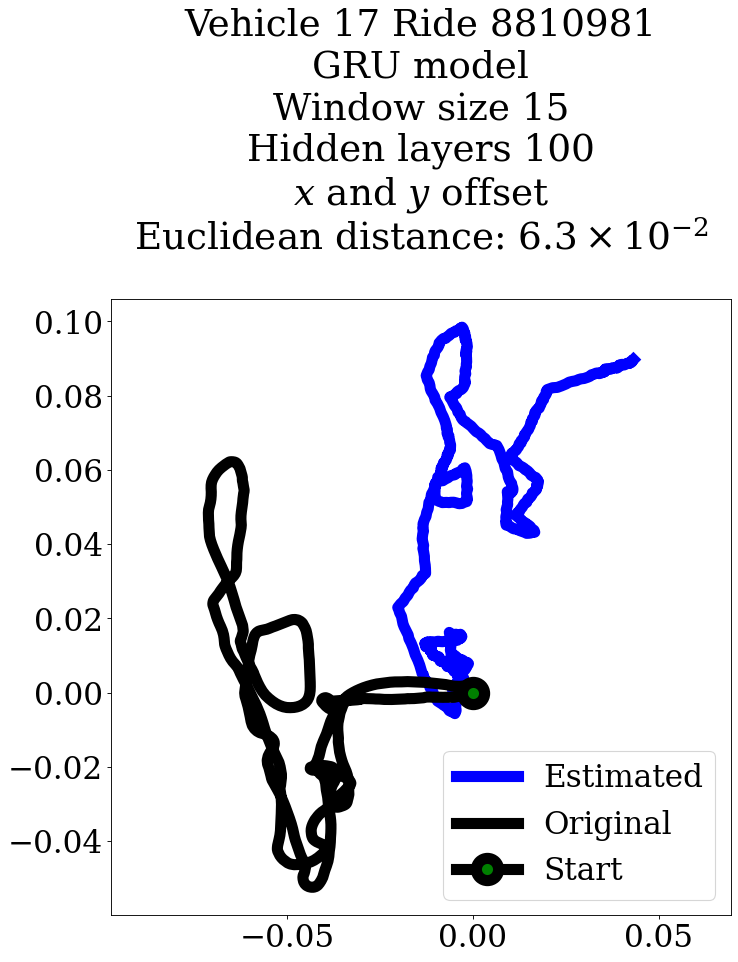 Vehicle 17 Ride 8810981
GRU model
Window size 15
Hidden layers 100
x and y offset
Euclidean distance: 6.3 × 10⁻²
0.10
0.08
0.06
0.04
0.02
0.00
−0.02
−0.04
Estimated
Original
Start
−0.05 0.00 0.05